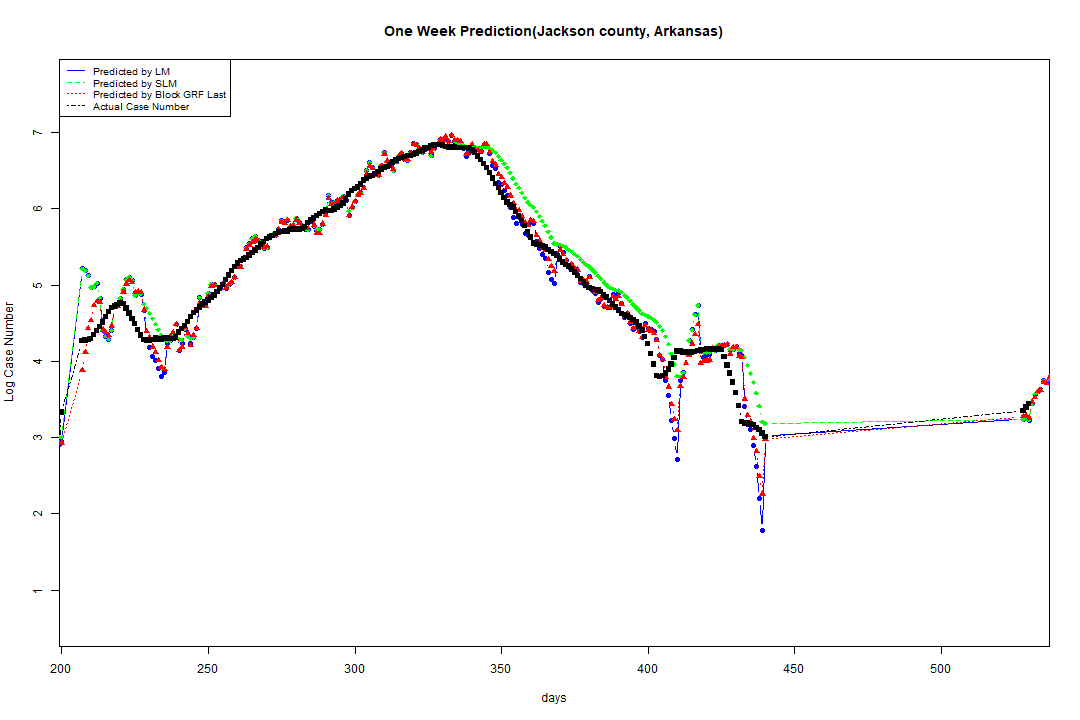 One Week Prediction(Jackson county, Arkansas)
Predicted by LM
Predicted by SLM
Predicted by Block GRF Last
Actual Case Number
7
6
5
4
3
2
1
Log Case Number
200 250 300 350 400 450 500
days